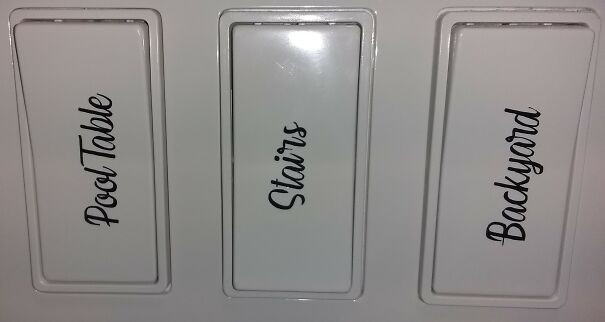 Pool Table
Stairs
Backyard